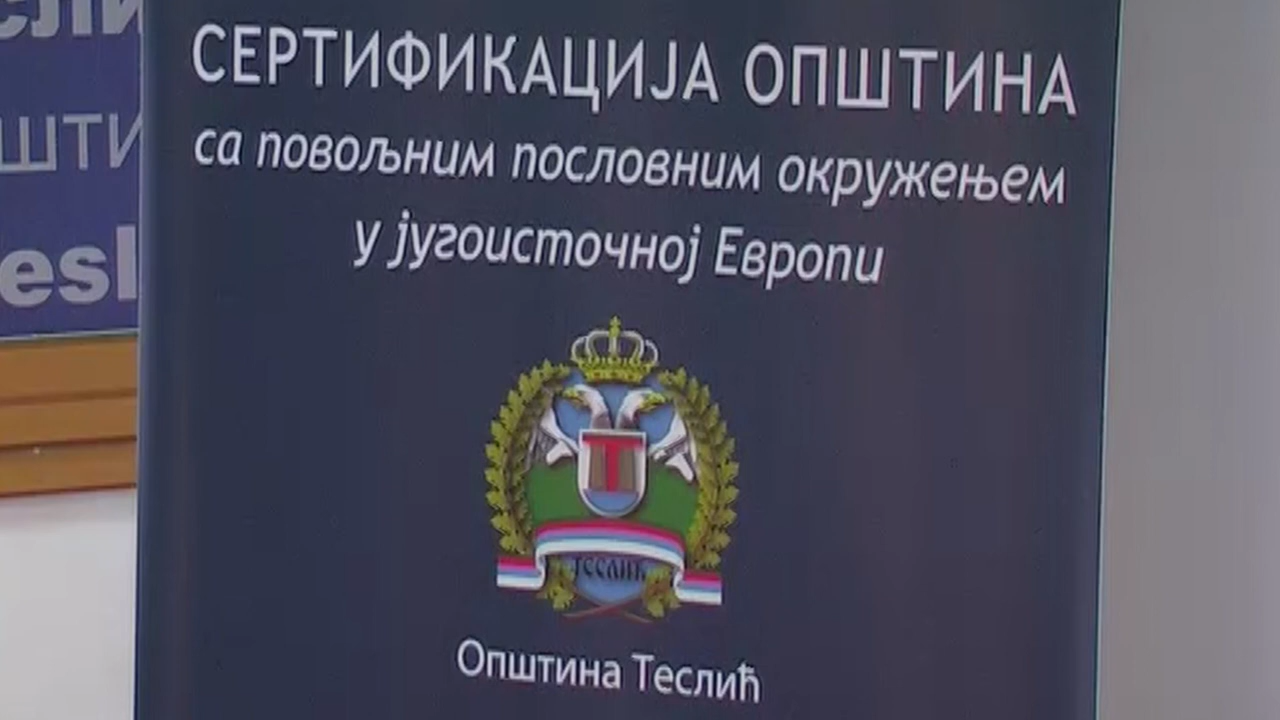 СЕРТИФИКАЦИЈА ОПШТИНА
са повољним пословним окружењем
у југоисточној Европи
ТЕСЛИЋ
Општина Теслић